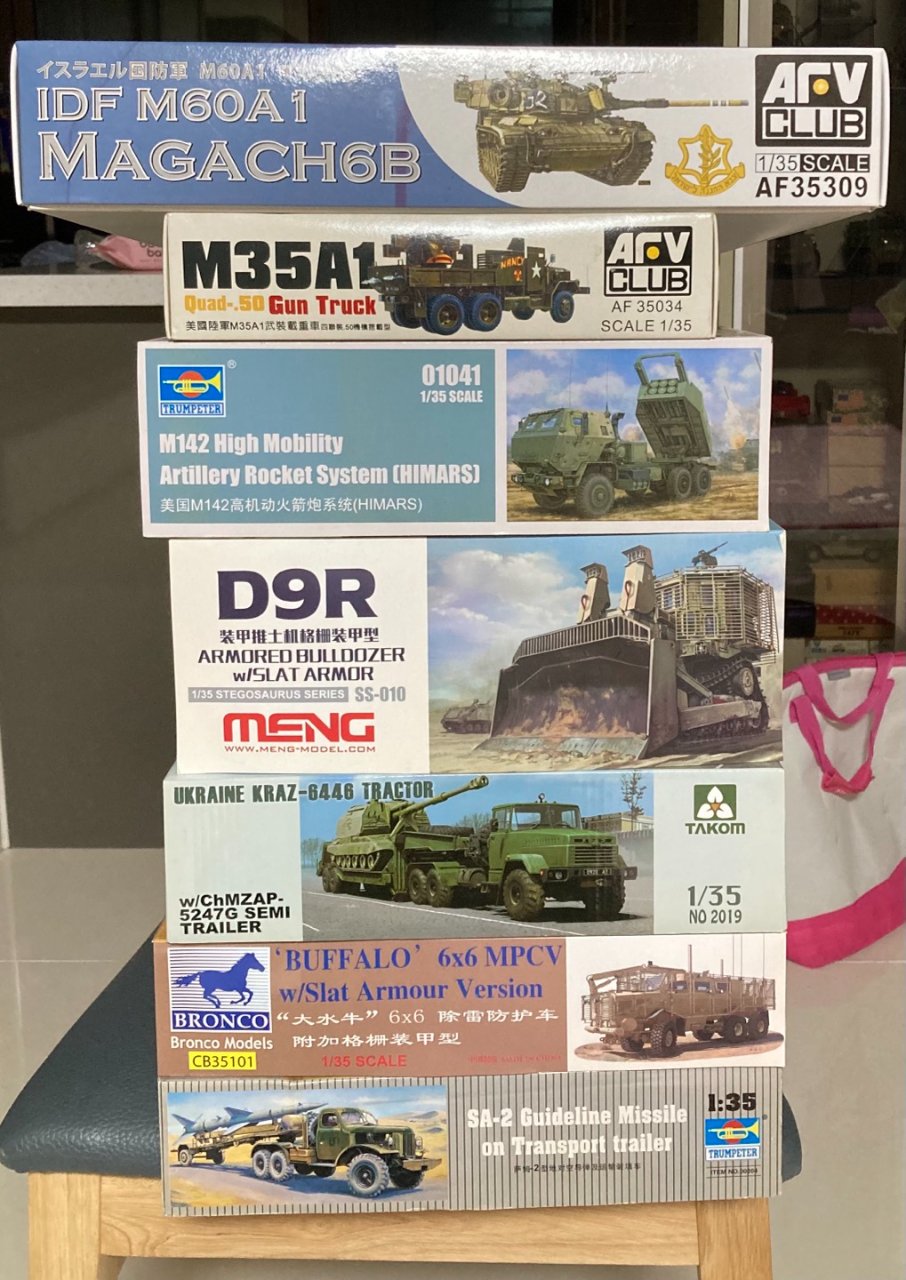 イスラエル国防軍 M60A1
IDF M60A1
MAGACH6B
AFV
CLUB
1/35 SCALE
AF35309
M35A1
Quad-.50 Gun Truck
美國陸軍M35A1武裝載重車
NANCY
AFV
CLUB
AF 35034
SCALE 1/35
TRUMPETER
®
01041
1/35 SCALE
M142 High Mobility
Artillery Rocket System (HIMARS)
美国M142高机动火箭炮系统(HIMARS)
D9R
装甲推土机格栅装甲型
ARMORED BULLDOZER
w/SLAT ARMOR
1/35 STEGOSAURUS SERIES SS-010
MENG
WWW.MENG-MODEL.COM
UKRAINE KRAZ-6446 TRACTOR
w/ChMZAP-
5247G SEMI
TRAILER
TAKOM
1/35
NO 2019
BRONCO
Bronco Models
CB35101
'BUFFALO' 6x6 MPCV
w/Slat Armour Version
“大水牛” 6x6 除雷防护车
附加格栅装甲型
1/35 SCALE
SA-2 Guideline Missile
on Transport trailer
1:35
TRUMPETER